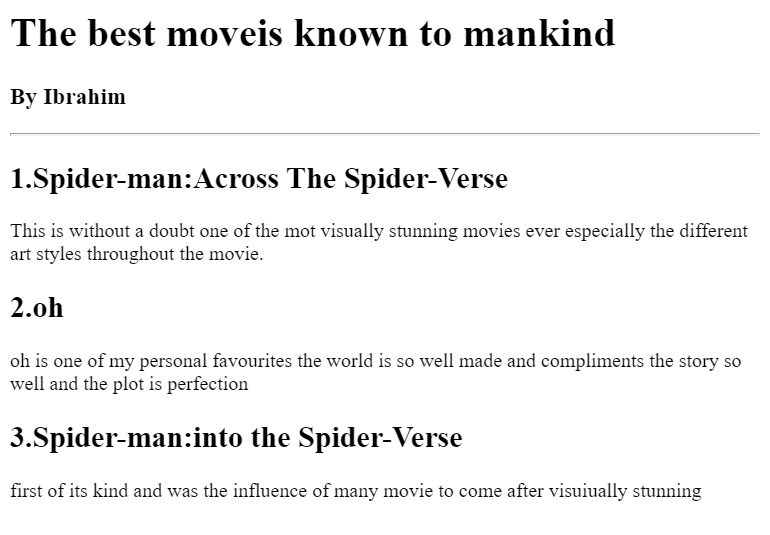 The best moveis known to mankind
By Ibrahim
1.Spider-man:Across The Spider-Verse
This is without a doubt one of the mot visually stunning movies ever especially the different
art styles throughout the movie.
2.oh
oh is one of my personal favourites the world is so well made and compliments the story so
well and the plot is perfection
3.Spider-man:into the Spider-Verse
first of its kind and was the influence of many movie to come after visuiually stunning